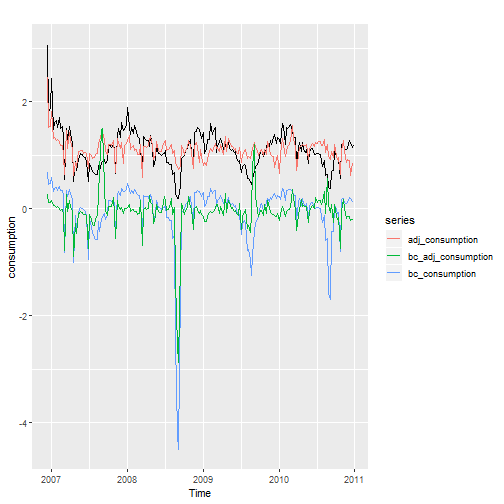 2
0
-2
-4
consumption
2007
2008
2009
2010
2011
Time
series
adj_consumption
bc_adj_consumption
bc_consumption